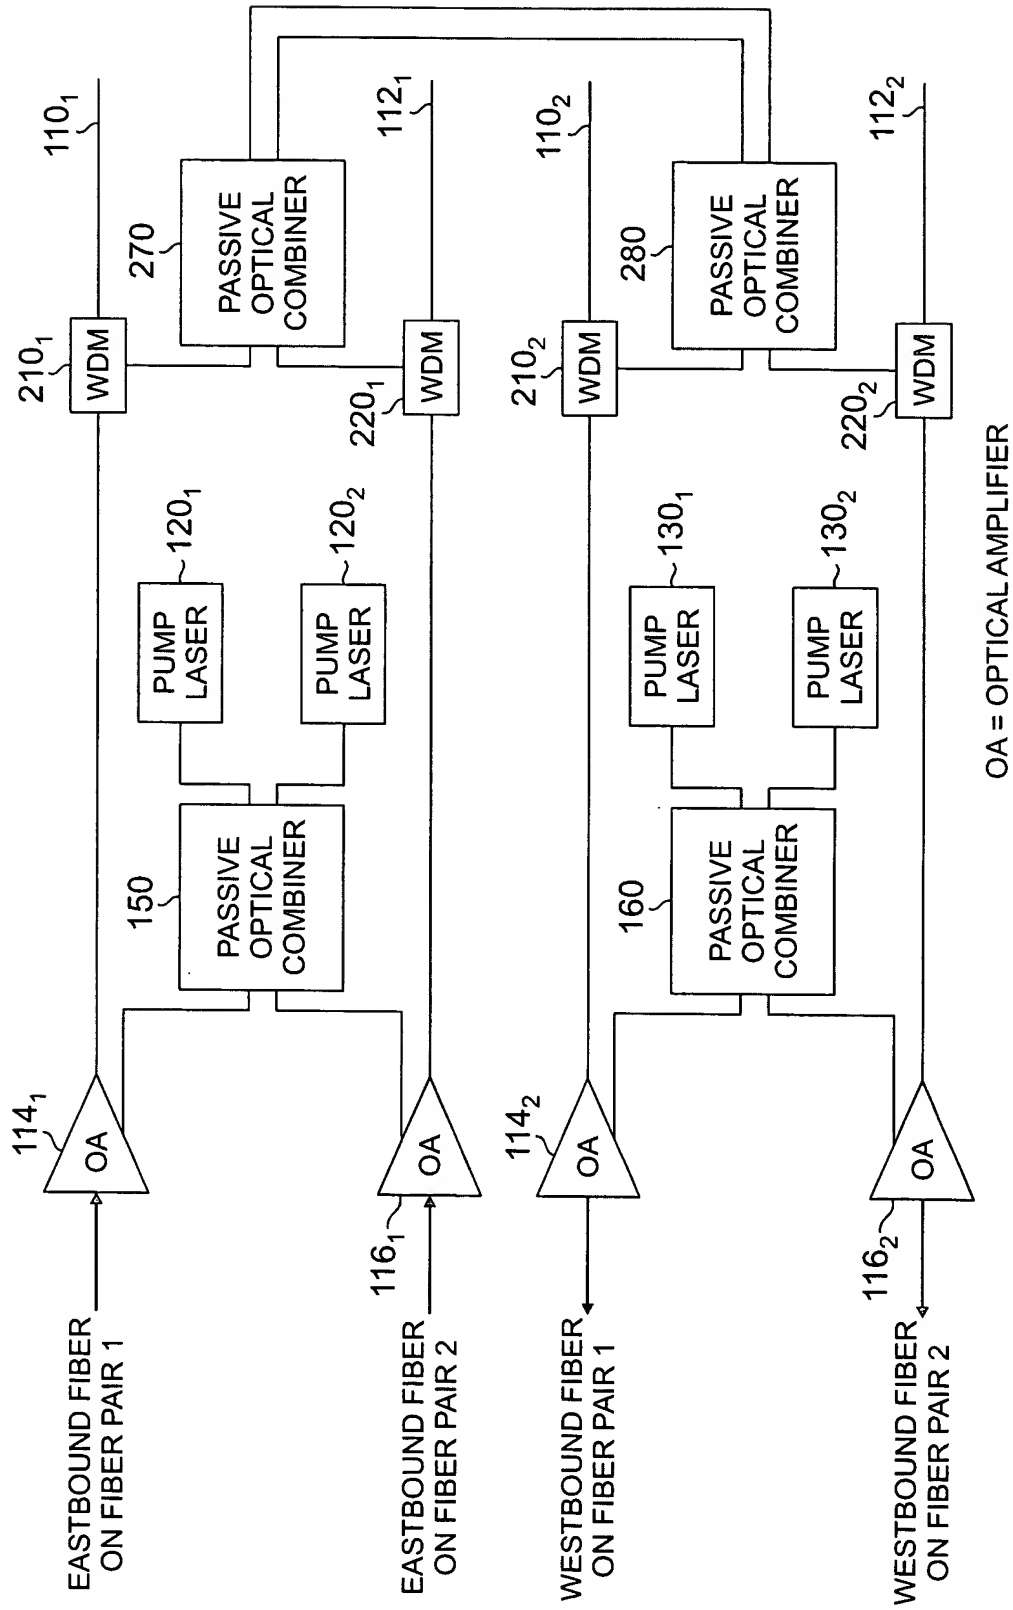 EASTBOUND FIBER
ON FIBER PAIR 1
114₁
OA
110₁
210₁
WDM
150
PASSIVE
OPTICAL
COMBINER
PUMP
LASER
120₁
PUMP
LASER
120₂
270
PASSIVE
OPTICAL
COMBINER
EASTBOUND FIBER
ON FIBER PAIR 2
116₁
OA
220₁
WDM
112₁
WESTBOUND FIBER
ON FIBER PAIR 1
114₂
OA
210₂
WDM
110₂
160
PASSIVE
OPTICAL
COMBINER
PUMP
LASER
130₁
PUMP
LASER
130₂
280
PASSIVE
OPTICAL
COMBINER
WESTBOUND FIBER
ON FIBER PAIR 2
116₂
OA
220₂
WDM
112₂
OA = OPTICAL AMPLIFIER